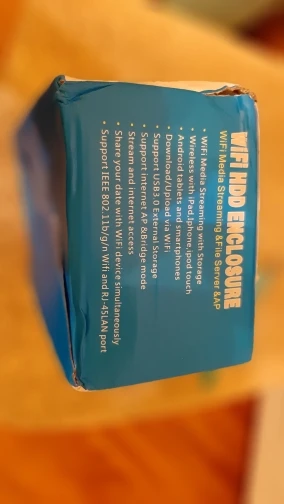 WIFI HDD ENCLOSURE
WiFi Media Streaming &File Server &AP
• WiFi Media Streaming with Storage
• Wireless with iPad,Iphone,ipod touch
• Android tablets and smartphones
• Download/Upload via WiFi
• Support USB3.0 External Storage
• Support internet AP &Bridge mode
• Stream and internet access
• Share your date with WiFi device simultaneously
• Support IEEE 802.11b/g/n Wifi and RJ-45LAN port